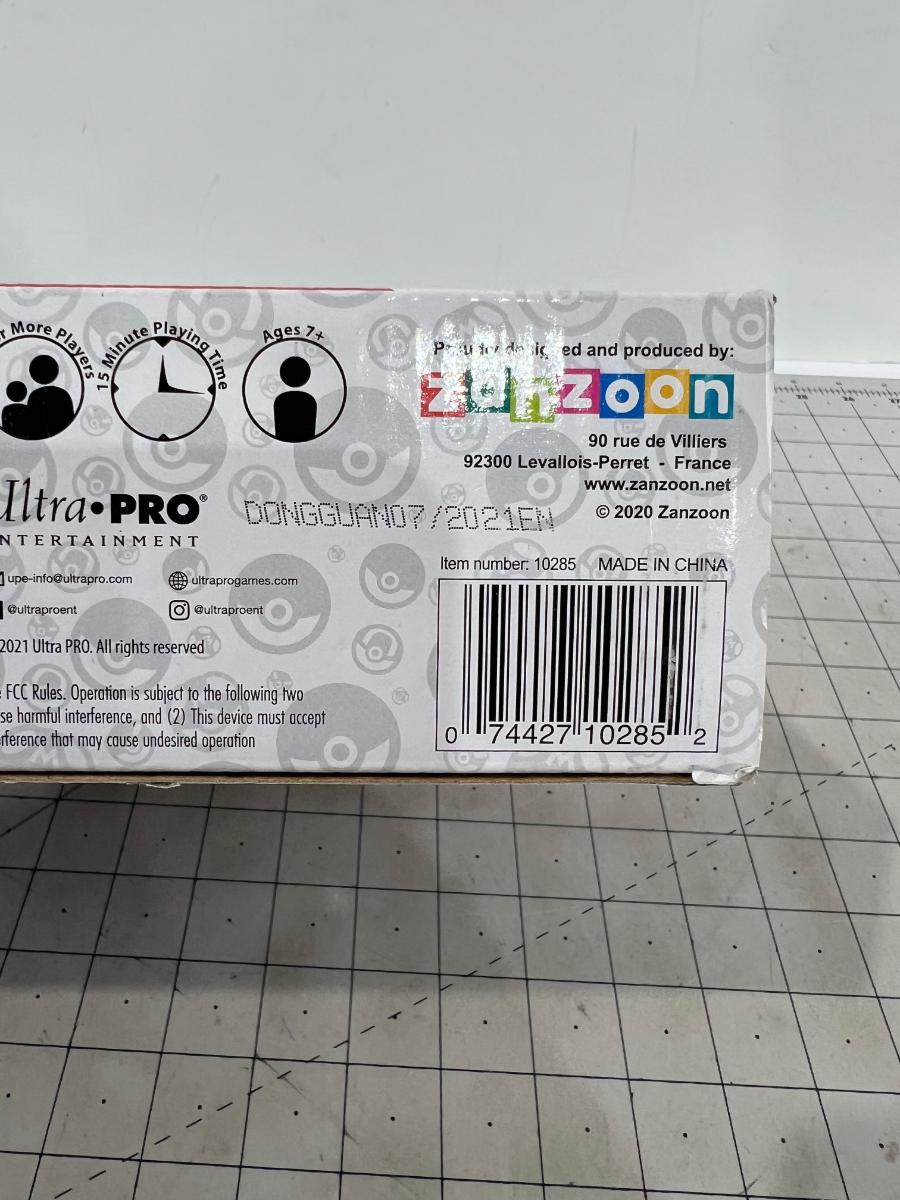 r More Players
15 Minute Playing Time
Ages 7+
Proudly designed and produced by:
zanzoon
90 rue de Villiers
92300 Levallois-Perret - France
www.zanzoon.net
© 2020 Zanzoon
Ultra•PRO®
NTERTAINMENT
DONGGUAN07/2021EN
upe-info@ultrapro.com
ultraprogames.com
@ultraproent
@ultraproent
2021 Ultra PRO. All rights reserved
FCC Rules. Operation is subject to the following two
se harmful interference, and (2) This device must accept
rference that may cause undesired operation
Item number: 10285 MADE IN CHINA
0 74427 10285 2